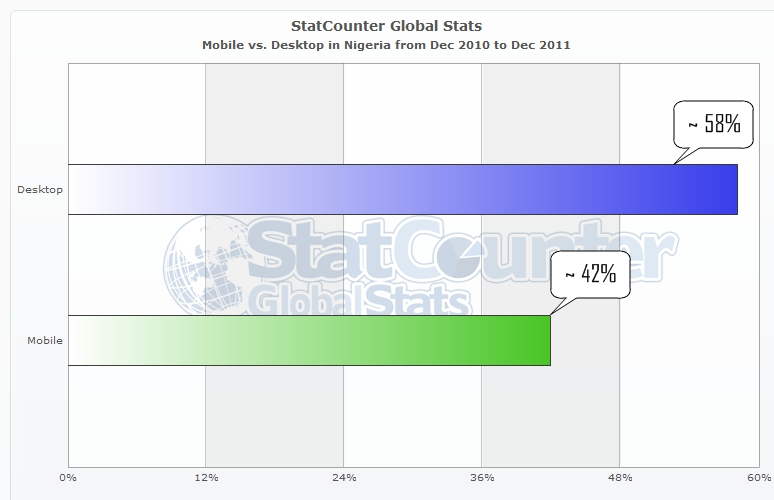 StatCounter Global Stats
Mobile vs. Desktop in Nigeria from Dec 2010 to Dec 2011
~ 58%
Desktop
StatCounter
GlobalStats
~ 42%
Mobile
0% 12% 24% 36% 48% 60%